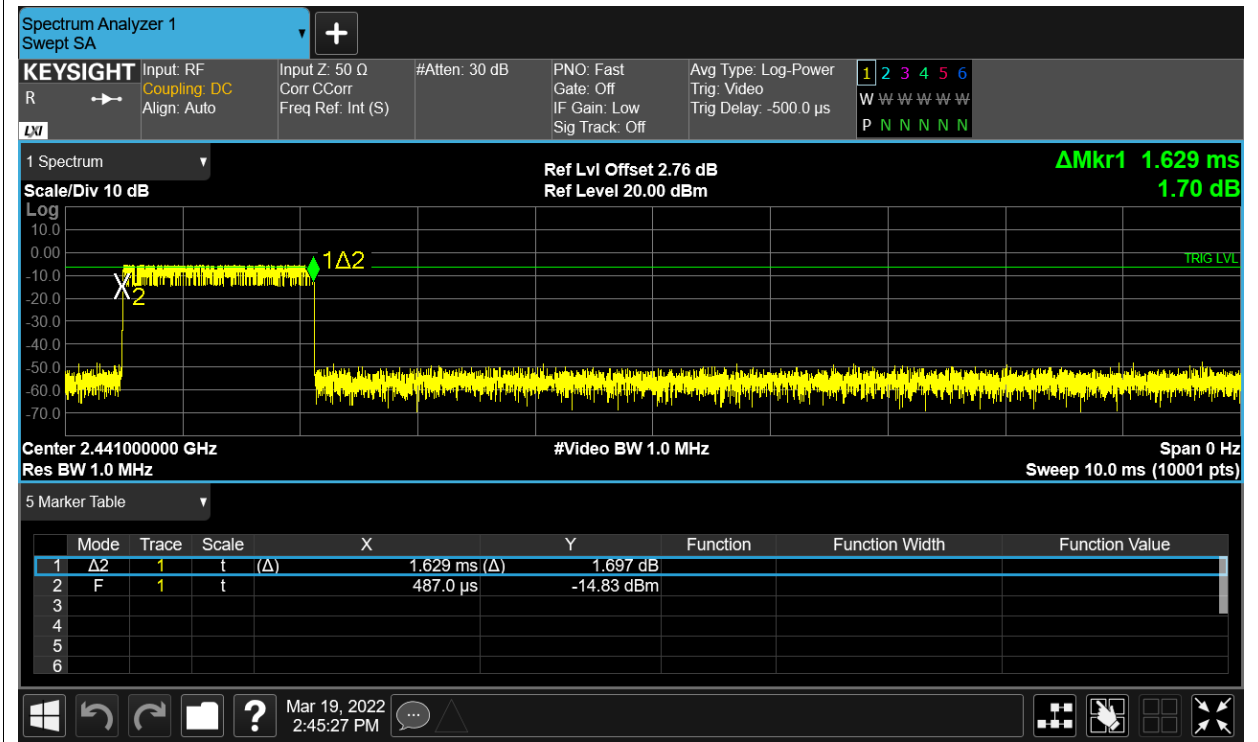 Spectrum Analyzer 1
Swept SA
KEYSIGHT
R
LXI
Input: RF
Coupling: DC
Align: Auto
Input Z: 50 Ω
Corr CCorr
Freq Ref: Int (S)
#Atten: 30 dB
PNO: Fast
Gate: Off
IF Gain: Low
Sig Track: Off
Avg Type: Log-Power
Trig: Video
Trig Delay: -500.0 µs
1 2 3 4 5 6
W W W W W W
P N N N N N
1 Spectrum
Scale/Div 10 dB
Ref Lvl Offset 2.76 dB
Ref Level 20.00 dBm
ΔMkr1 1.629 ms
1.70 dB
Log
10.0
0.00
-10.0
-20.0
-30.0
-40.0
-50.0
-60.0
-70.0
1Δ2
X2
TRIG LVL
Center 2.441000000 GHz
Res BW 1.0 MHz
#Video BW 1.0 MHz
Span 0 Hz
Sweep 10.0 ms (10001 pts)
5 Marker Table
Mode Trace Scale X Y Function Function Width Function Value
1 Δ2 1 t (Δ) 1.629 ms (Δ) 1.697 dB
2 F 1 t 487.0 µs -14.83 dBm
3
4
5
6
?
Mar 19, 2022
2:45:27 PM